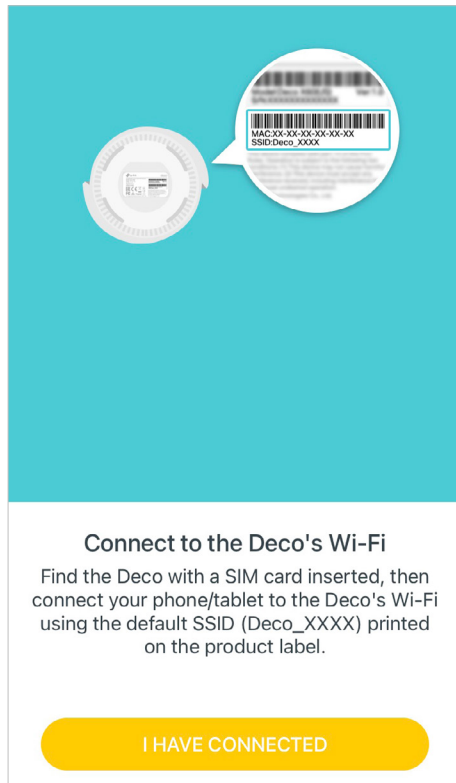 MAC:XX-XX-XX-XX-XX-XX
SSID:Deco_XXXX
Connect to the Deco's Wi-Fi
Find the Deco with a SIM card inserted, then
connect your phone/tablet to the Deco's Wi-Fi
using the default SSID (Deco_XXXX) printed
on the product label.
I HAVE CONNECTED